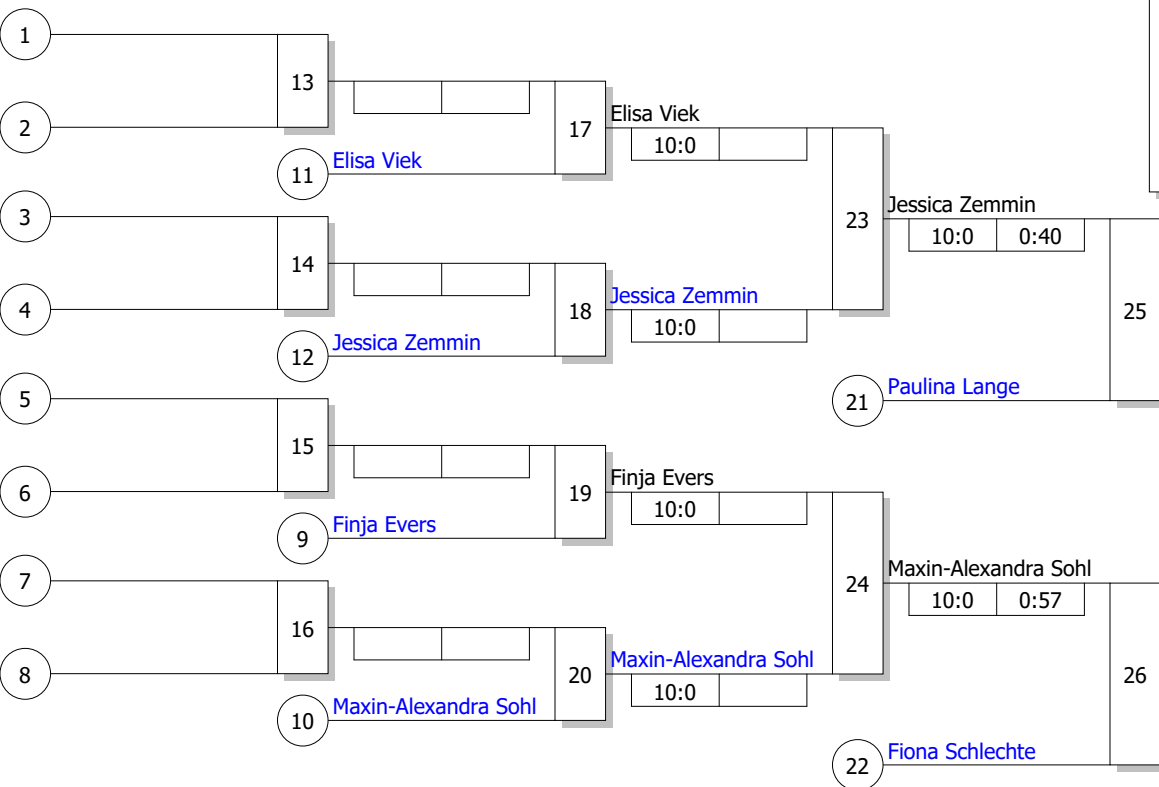 1
13
2
17
Elisa Viek
10:0
11
Elisa Viek
3
23
Jessica Zemmin
10:0 0:40
14
4
18
Jessica Zemmin
10:0
25
12
Jessica Zemmin
5
21
Paulina Lange
15
6
19
Finja Evers
10:0
9
Finja Evers
7
24
Maxin-Alexandra Sohl
10:0 0:57
16
8
20
Maxin-Alexandra Sohl
10:0
26
10
Maxin-Alexandra Sohl
22
Fiona Schlechte